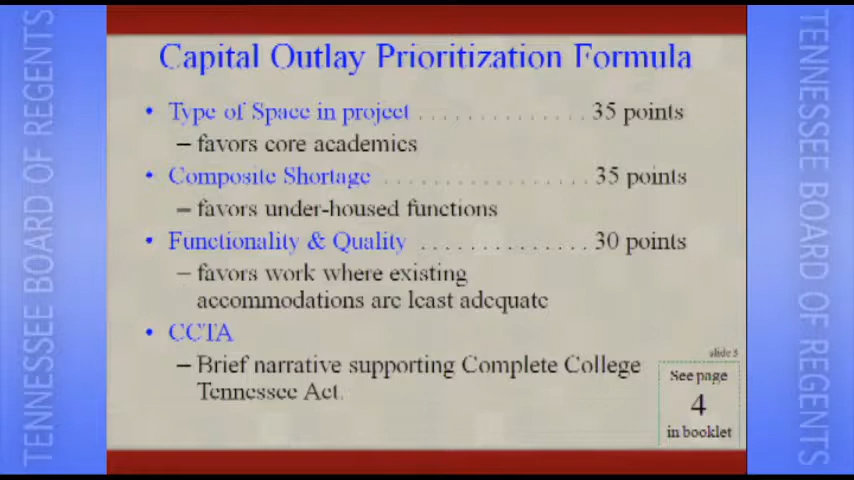 TENNESSEE BOARD OF REGENTS
Capital Outlay Prioritization Formula
• Type of Space in project . . . . . . . . . . . . . . 35 points
– favors core academics
• Composite Shortage . . . . . . . . . . . . . . . . . 35 points
– favors under-housed functions
• Functionality & Quality . . . . . . . . . . . . . . 30 points
– favors work where existing
accommodations are least adequate
• CCTA
– Brief narrative supporting Complete College
Tennessee Act.
slide 3
See page
4
in booklet
TENNESSEE BOARD OF REGENTS